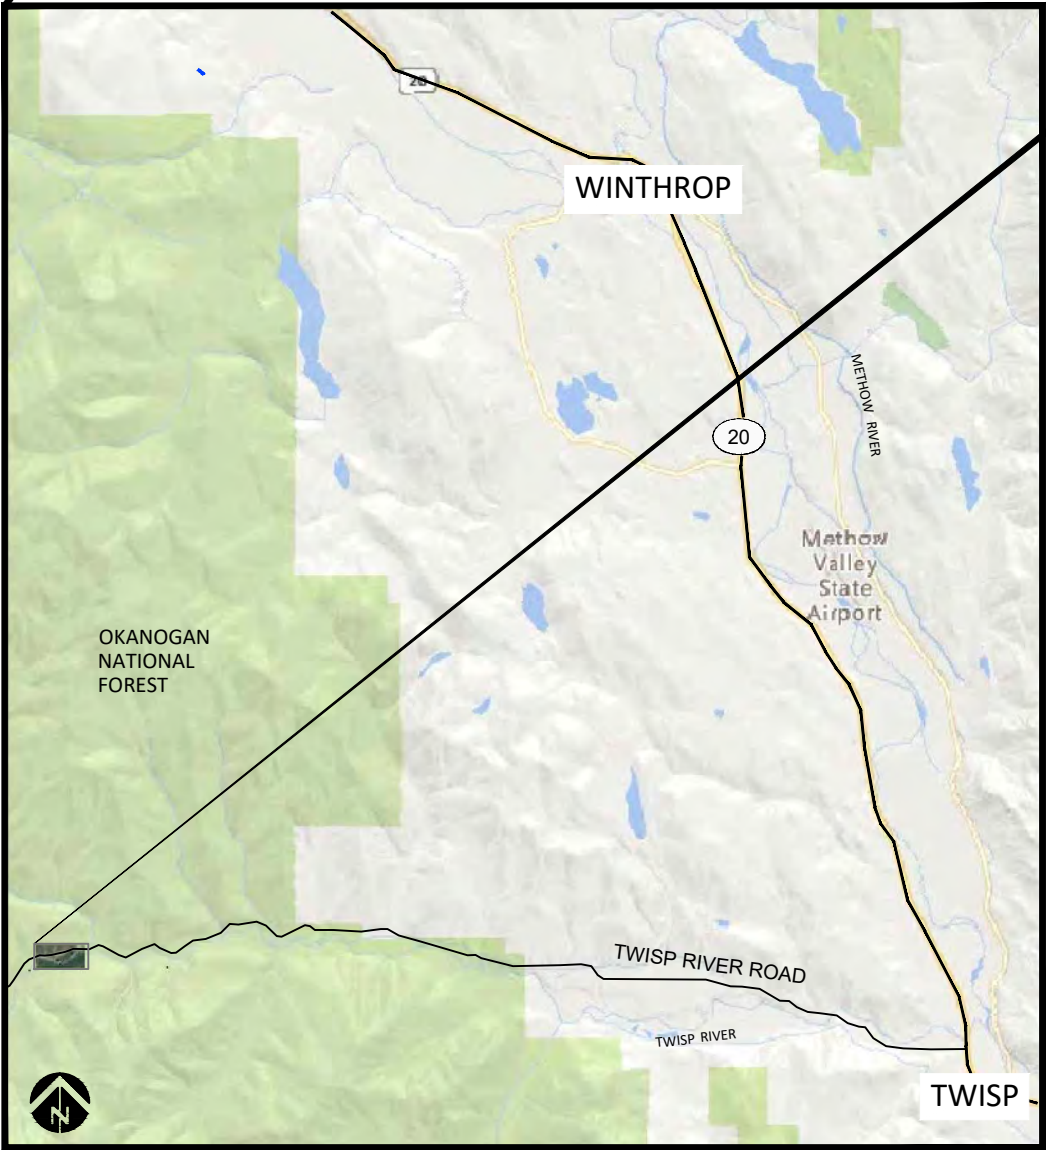 20
WINTHROP
METHOW RIVER
20
Methow
Valley
State
Airport
OKANOGAN
NATIONAL
FOREST
TWISP RIVER ROAD
TWISP RIVER
TWISP
N